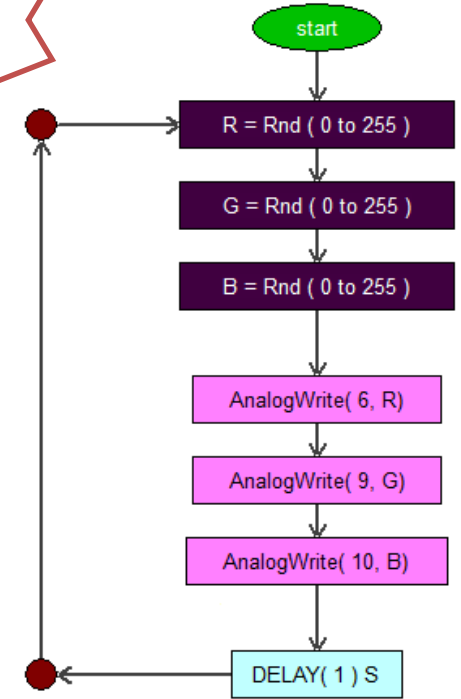 start
R = Rnd ( 0 to 255 )
G = Rnd ( 0 to 255 )
B = Rnd ( 0 to 255 )
AnalogWrite( 6, R)
AnalogWrite( 9, G)
AnalogWrite( 10, B)
DELAY( 1 ) S